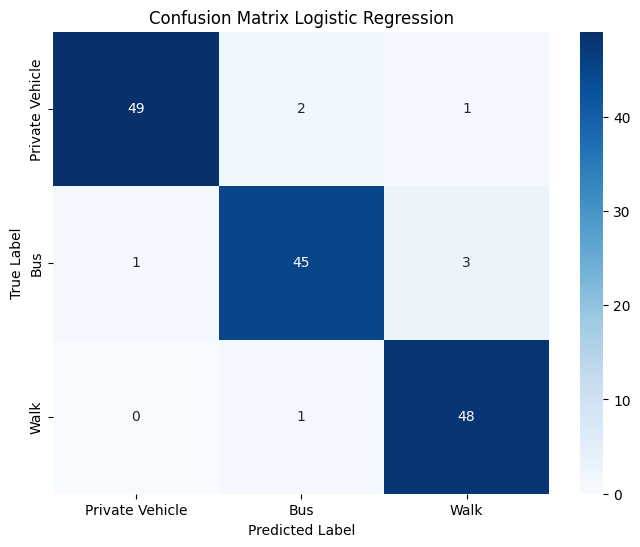 Confusion Matrix Logistic Regression
True Label
Private Vehicle
49 2 1
Bus
1 45 3
Walk
0 1 48
Private Vehicle Bus Walk
Predicted Label
40
30
20
10
0